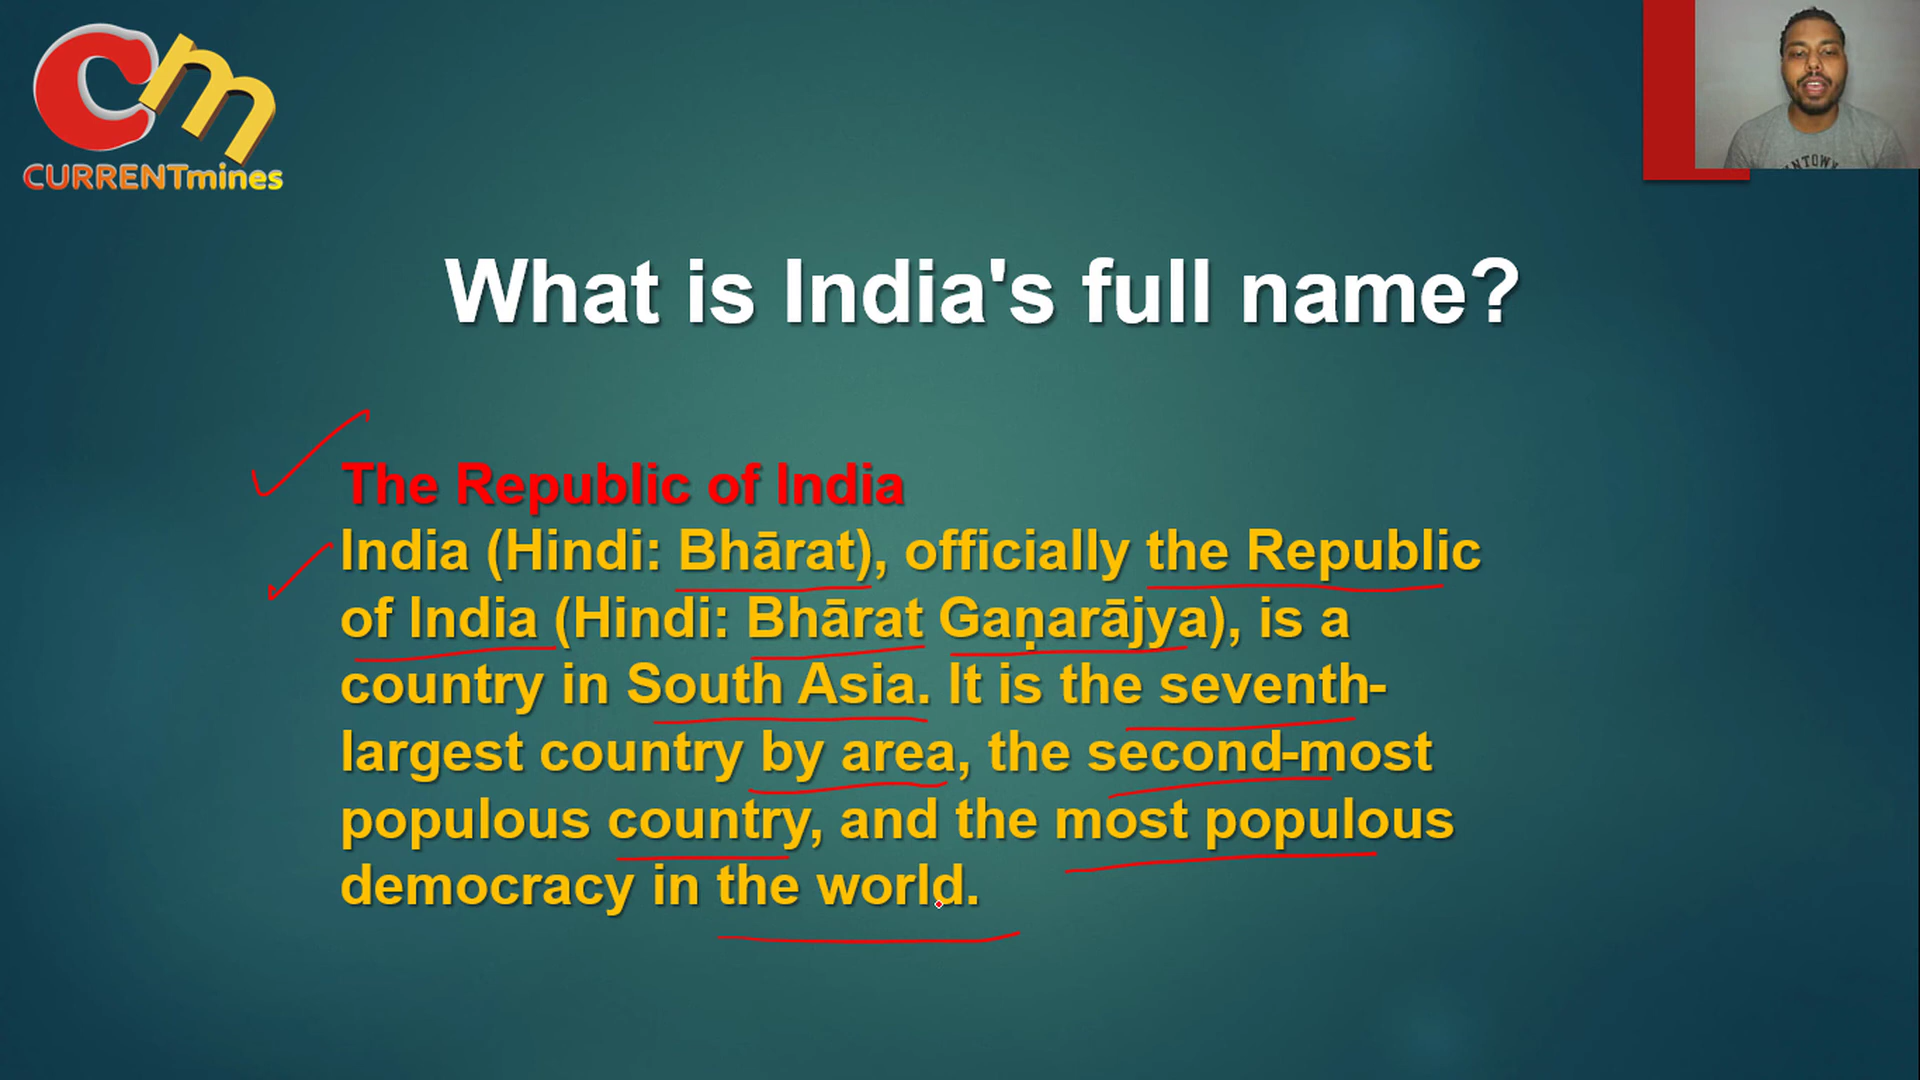 cm
CURRENTmines
NTOWN
What is India's full name?
The Republic of India
India (Hindi: Bhārat), officially the Republic
of India (Hindi: Bhārat Gaṇarājya), is a
country in South Asia. It is the seventh-
largest country by area, the second-most
populous country, and the most populous
democracy in the world.